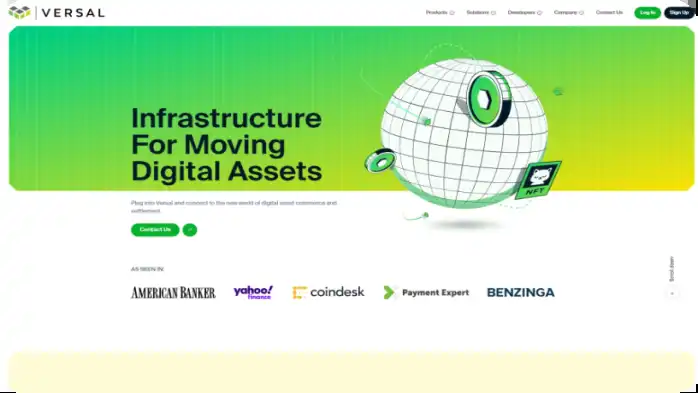 VERSAL
Products Solutions Developers Company Contact Us Log In Sign Up
Infrastructure
For Moving
Digital Assets
Plug into Versal and connect to the new world of digital asset commerce and
settlement.
Contact Us
AS SEEN IN:
AMERICAN BANKER yahoo! finance coindesk Payment Expert BENZINGA
NFT
Scroll down